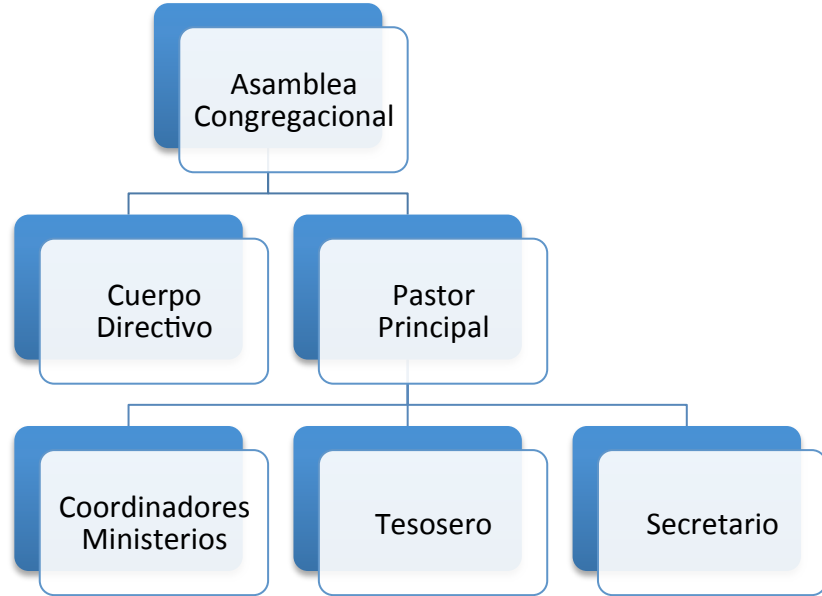 Asamblea
Congregacional
Cuerpo
Directivo
Pastor
Principal
Coordinadores
Ministerios
Tesosero
Secretario